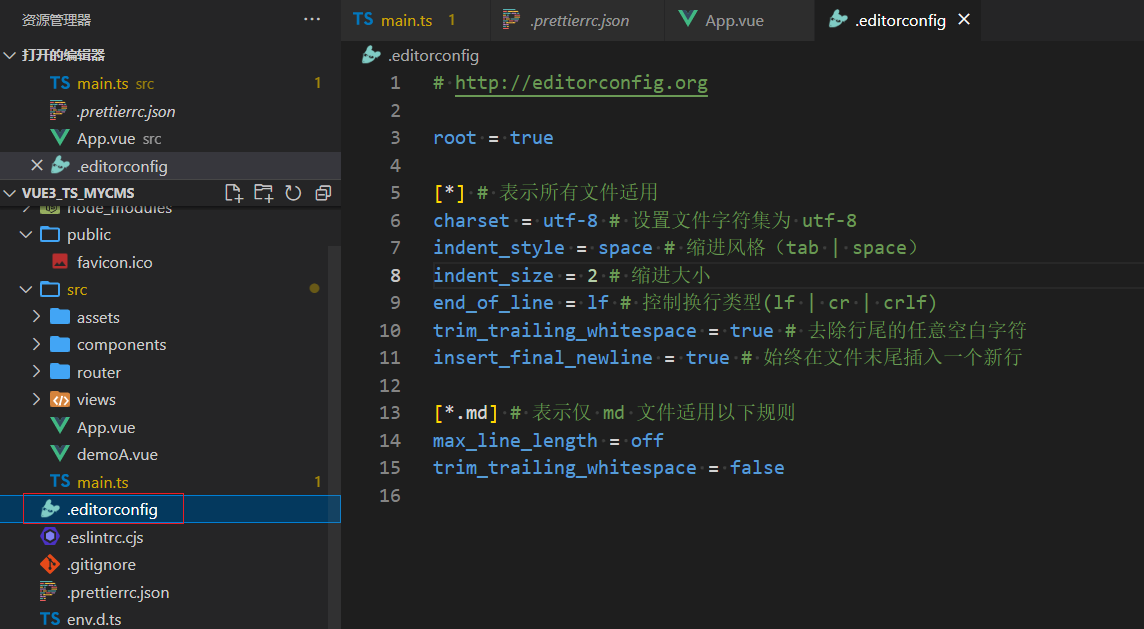 资源管理器
打开的编辑器
TS main.ts src 1
.prettierrc.json
App.vue src
.editorconfig
VUE3_TS_MYCMS
node_modules
public
favicon.ico
src
assets
components
router
views
App.vue
demoA.vue
TS main.ts 1
.editorconfig
.eslintrc.cjs
.gitignore
.prettierrc.json
TS env.d.ts
TS main.ts 1 .prettierrc.json App.vue .editorconfig
.editorconfig
1 # http://editorconfig.org
2
3 root = true
4
5 [*] # 表示所有文件适用
6 charset = utf-8 # 设置文件字符集为 utf-8
7 indent_style = space # 缩进风格（tab | space）
8 indent_size = 2 # 缩进大小
9 end_of_line = lf # 控制换行类型(lf | cr | crlf)
10 trim_trailing_whitespace = true # 去除行尾的任意空白字符
11 insert_final_newline = true # 始终在文件末尾插入一个新行
12
13 [*.md] # 表示仅 md 文件适用以下规则
14 max_line_length = off
15 trim_trailing_whitespace = false
16